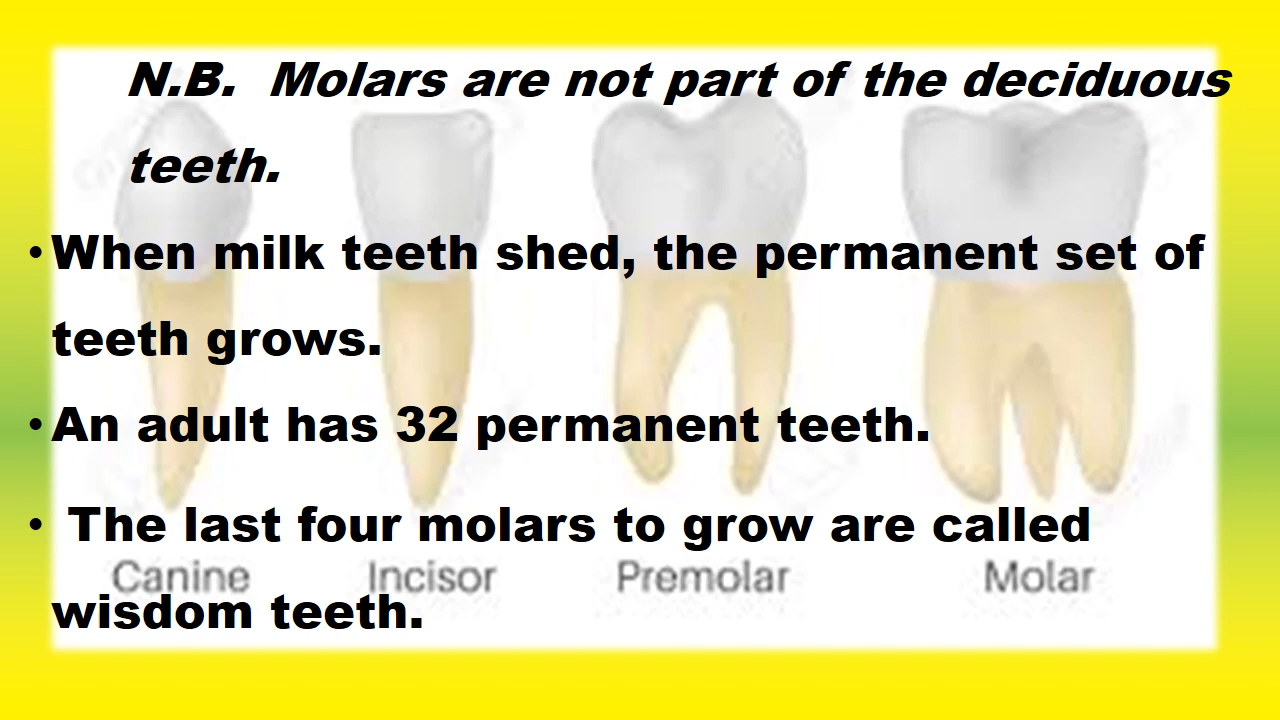 N.B.  Molars are not part of the deciduous
teeth.
• When milk teeth shed, the permanent set of
teeth grows.
• An adult has 32 permanent teeth.
• The last four molars to grow are called
Canine Incisor Premolar Molar
wisdom teeth.